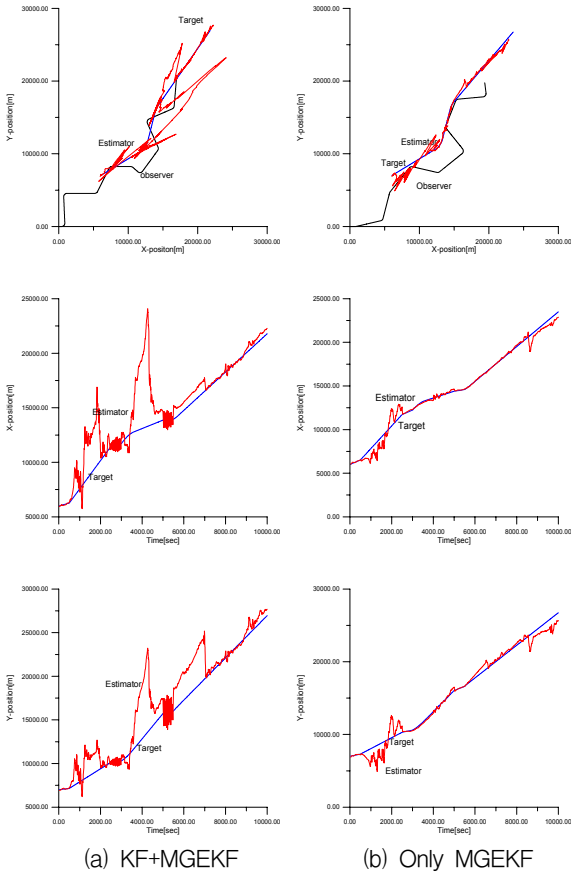 30000.00
20000.00
10000.00
0.00
Y-position[m]
0.00
10000.00
20000.00
30000.00
X-positon[m]
Target
Estimator
observer
30000.00
20000.00
10000.00
0.00
Y-position[m]
0.00
10000.00
20000.00
30000.00
X-position[m]
Estimator
Target
Observer
25000.00
20000.00
15000.00
10000.00
5000.00
X-position[m]
0.00
2000.00
4000.00
6000.00
8000.00
10000.00
Time[sec]
Estimator
Target
25000.00
20000.00
15000.00
10000.00
5000.00
0.00
X-position[m]
0.00
2000.00
4000.00
6000.00
8000.00
10000.00
Time[sec]
Estimator
Target
30000.00
25000.00
20000.00
15000.00
10000.00
5000.00
Y-position[m]
0.00
2000.00
4000.00
6000.00
8000.00
10000.00
Time[sec]
Estimator
Target
30000.00
20000.00
10000.00
0.00
Y-position[m]
0.00
2000.00
4000.00
6000.00
8000.00
10000.00
Time[sec]
Target
Estimator
(a) KF+MGEKF
(b) Only MGEKF